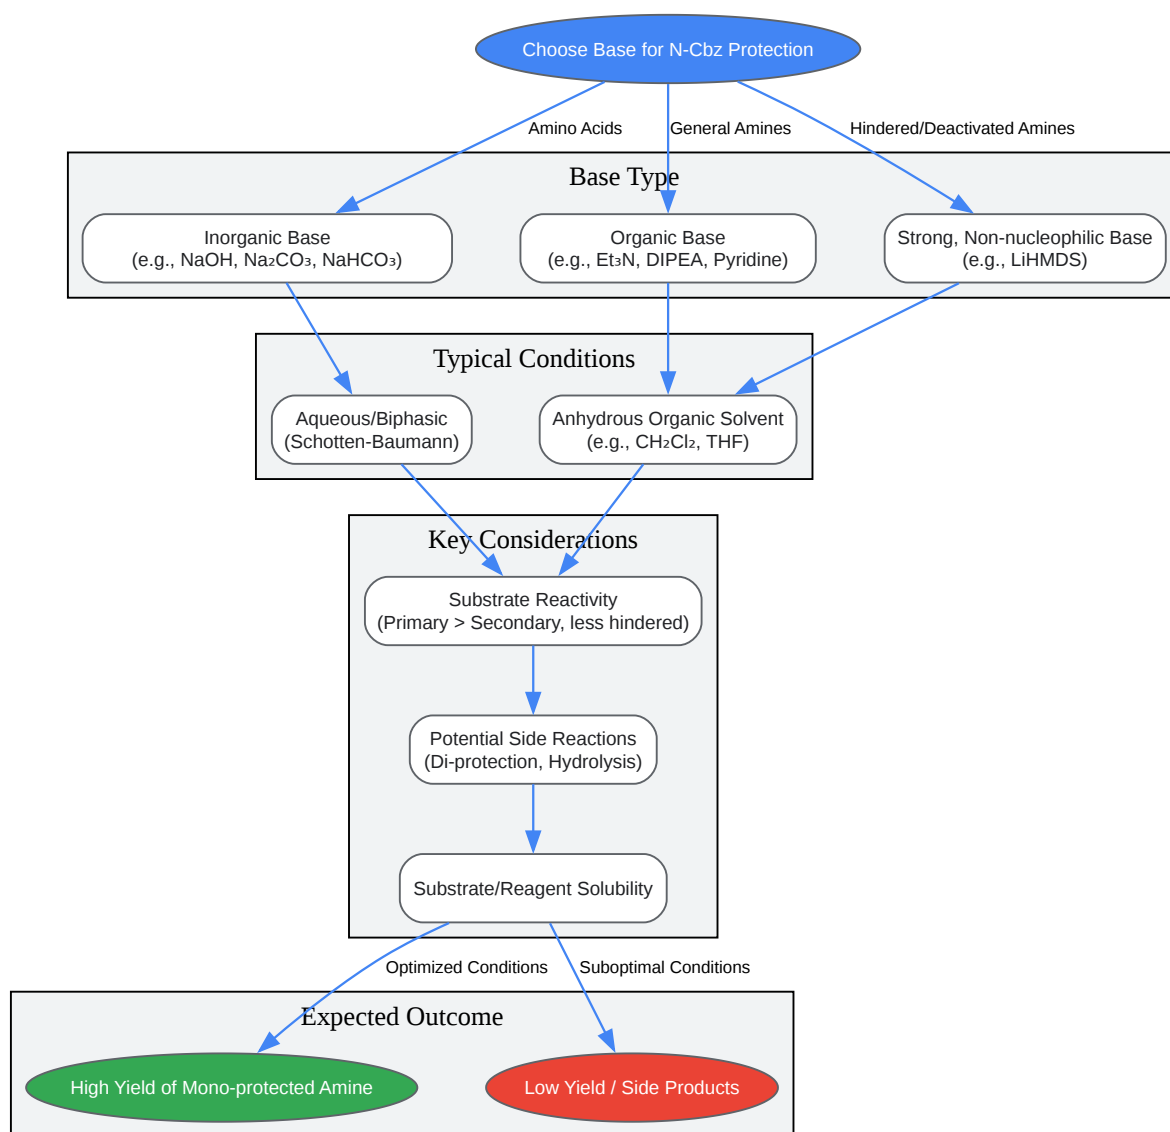 Choose Base for N-Cbz Protection
Amino Acids
General Amines
Hindered/Deactivated Amines
Base Type
Inorganic Base
(e.g., NaOH, Na₂CO₃, NaHCO₃)
Organic Base
(e.g., Et₃N, DIPEA, Pyridine)
Strong, Non-nucleophilic Base
(e.g., LiHMDS)
Typical Conditions
Aqueous/Biphasic
(Schotten-Baumann)
Anhydrous Organic Solvent
(e.g., CH₂Cl₂, THF)
Key Considerations
Substrate Reactivity
(Primary > Secondary, less hindered)
Potential Side Reactions
(Di-protection, Hydrolysis)
Substrate/Reagent Solubility
Optimized Conditions
Suboptimal Conditions
Expected Outcome
High Yield of Mono-protected Amine
Low Yield / Side Products